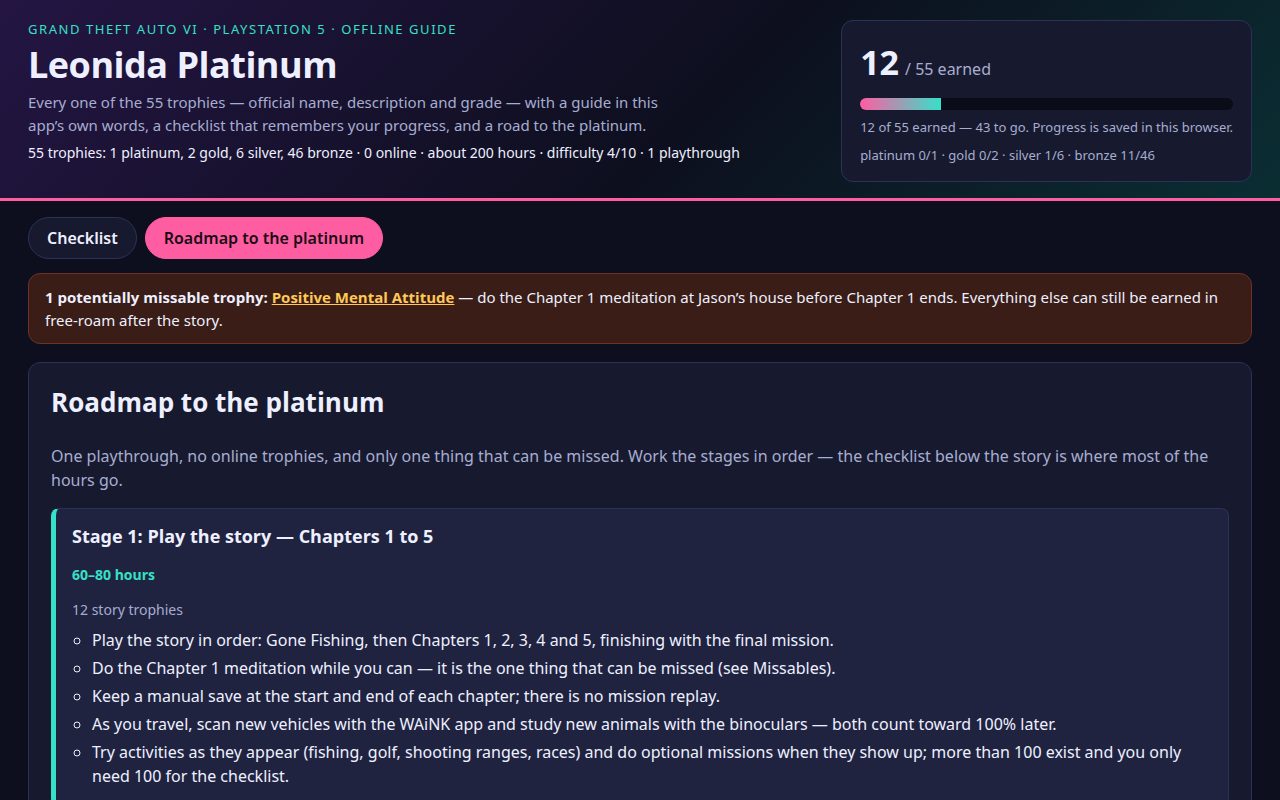 GRAND THEFT AUTO VI · PLAYSTATION 5 · OFFLINE GUIDE
Leonida Platinum
Every one of the 55 trophies — official name, description and grade — with a guide in this
app’s own words, a checklist that remembers your progress, and a road to the platinum.
55 trophies: 1 platinum, 2 gold, 6 silver, 46 bronze · 0 online · about 200 hours · difficulty 4/10 · 1 playthrough
12 / 55 earned
12 of 55 earned — 43 to go. Progress is saved in this browser.
platinum 0/1 · gold 0/2 · silver 1/6 · bronze 11/46
Checklist
Roadmap to the platinum
1 potentially missable trophy: Positive Mental Attitude — do the Chapter 1 meditation at Jason’s house before Chapter 1 ends. Everything else can still be earned in
free-roam after the story.
Roadmap to the platinum
One playthrough, no online trophies, and only one thing that can be missed. Work the stages in order — the checklist below the story is where most of the
hours go.
Stage 1: Play the story — Chapters 1 to 5
60–80 hours
12 story trophies
Play the story in order: Gone Fishing, then Chapters 1, 2, 3, 4 and 5, finishing with the final mission.
Do the Chapter 1 meditation while you can — it is the one thing that can be missed (see Missables).
Keep a manual save at the start and end of each chapter; there is no mission replay.
As you travel, scan new vehicles with the WAiNK app and study new animals with the binoculars — both count toward 100% later.
Try activities as they appear (fishing, golf, shooting ranges, races) and do optional missions when they show up; more than 100 exist and you only
need 100 for the checklist.